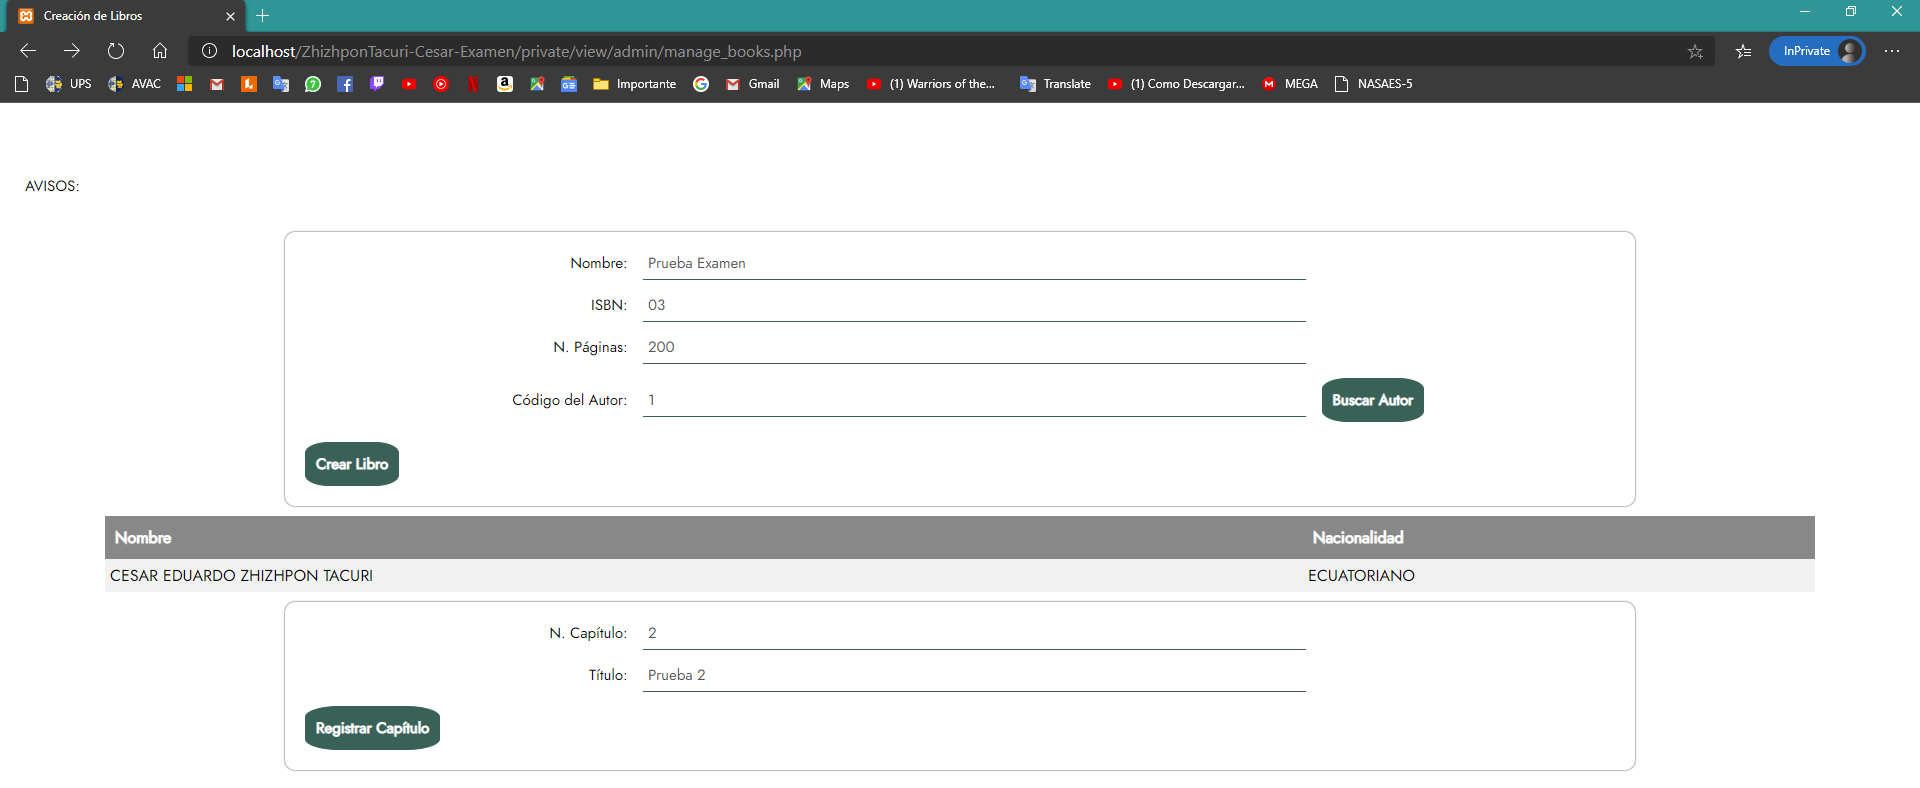 Creación de Libros
localhost/ZhizhponTacuri-Cesar-Examen/private/view/admin/manage_books.php
InPrivate
UPS AVAC Importante Gmail Maps (1) Warriors of the... Translate (1) Como Descargar... MEGA NASAES-5
AVISOS:
Nombre: Prueba Examen
ISBN: 03
N. Páginas: 200
Código del Autor: 1 Buscar Autor
Crear Libro
Nombre Nacionalidad
CESAR EDUARDO ZHIZHPON TACURI ECUATORIANO
N. Capítulo: 2
Título: Prueba 2
Registrar Capítulo